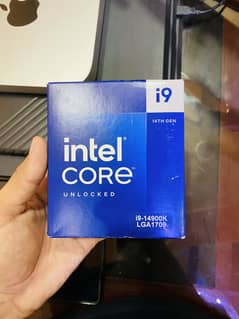 i9
14TH GEN
intel
CORE
UNLOCKED
i9-14900K
LGA1700